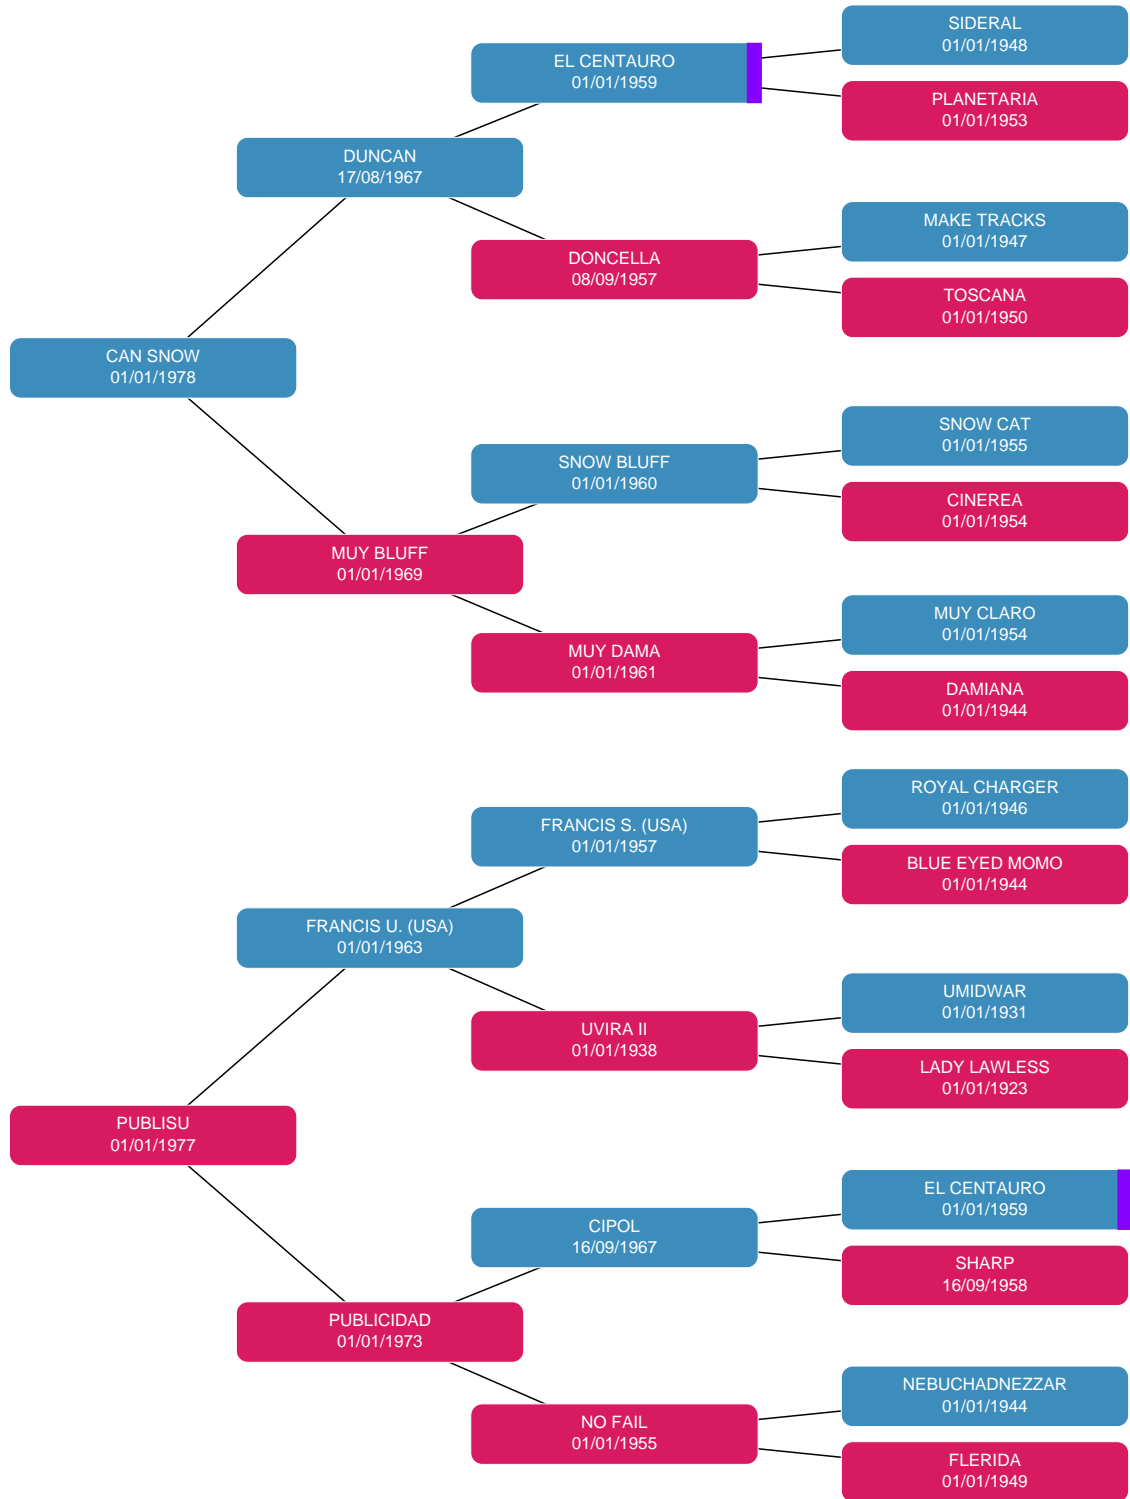 SIDERAL
01/01/1948
EL CENTAURO
01/01/1959
PLANETARIA
01/01/1953
DUNCAN
17/08/1967
MAKE TRACKS
01/01/1947
DONCELLA
08/09/1957
TOSCANA
01/01/1950
CAN SNOW
01/01/1978
SNOW CAT
01/01/1955
SNOW BLUFF
01/01/1960
CINEREA
01/01/1954
MUY BLUFF
01/01/1969
MUY CLARO
01/01/1954
MUY DAMA
01/01/1961
DAMIANA
01/01/1944
ROYAL CHARGER
01/01/1946
FRANCIS S. (USA)
01/01/1957
BLUE EYED MOMO
01/01/1944
FRANCIS U. (USA)
01/01/1963
UMIDWAR
01/01/1931
UVIRA II
01/01/1938
LADY LAWLESS
01/01/1923
PUBLISU
01/01/1977
EL CENTAURO
01/01/1959
CIPOL
16/09/1967
SHARP
16/09/1958
PUBLICIDAD
01/01/1973
NEBUCHADNEZZAR
01/01/1944
NO FAIL
01/01/1955
FLERIDA
01/01/1949